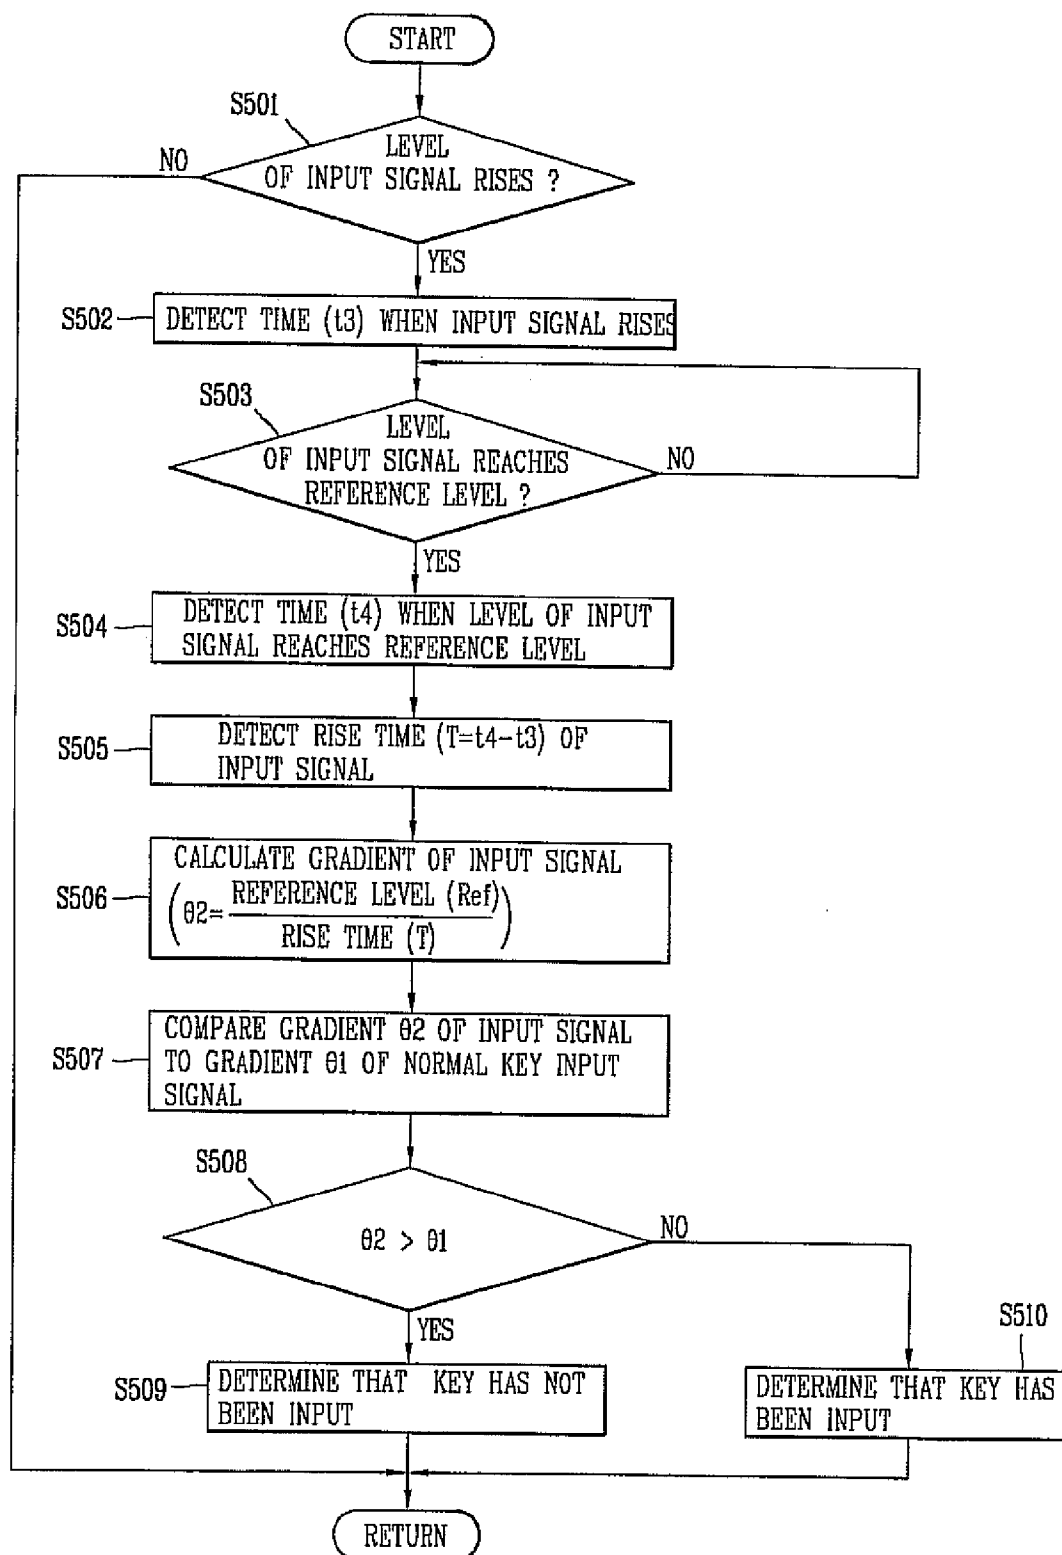 START
S501
LEVEL
OF INPUT SIGNAL RISES ?
NO
YES
S502
DETECT TIME (t3) WHEN INPUT SIGNAL RISES
S503
LEVEL
OF INPUT SIGNAL REACHES
REFERENCE LEVEL ?
NO
YES
S504
DETECT TIME (t4) WHEN LEVEL OF INPUT
SIGNAL REACHES REFERENCE LEVEL
S505
DETECT RISE TIME (T=t4-t3) OF
INPUT SIGNAL
S506
CALCULATE GRADIENT OF INPUT SIGNAL
(θ2= REFERENCE LEVEL (Ref)
RISE TIME (T) )
S507
COMPARE GRADIENT θ2 OF INPUT SIGNAL
TO GRADIENT θ1 OF NORMAL KEY INPUT
SIGNAL
S508
θ2 > θ1
NO
YES
S509
DETERMINE THAT KEY HAS NOT
BEEN INPUT
S510
DETERMINE THAT KEY HAS
BEEN INPUT
RETURN